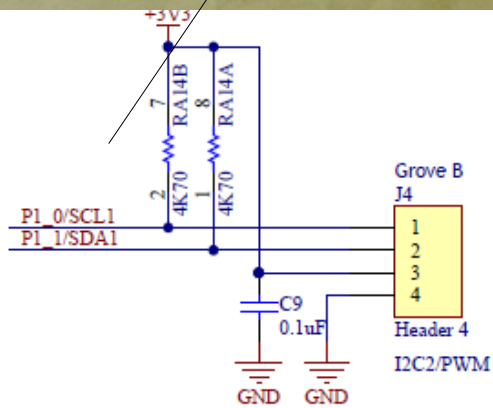 +3V3
7
RA14B
8
RA14A
2
4K70
1
4K70
P1_0/SCL1
P1_1/SDA1
Grove B
J4
1
2
3
4
C9
0.1uF
Header 4
I2C2/PWM
GND
GND